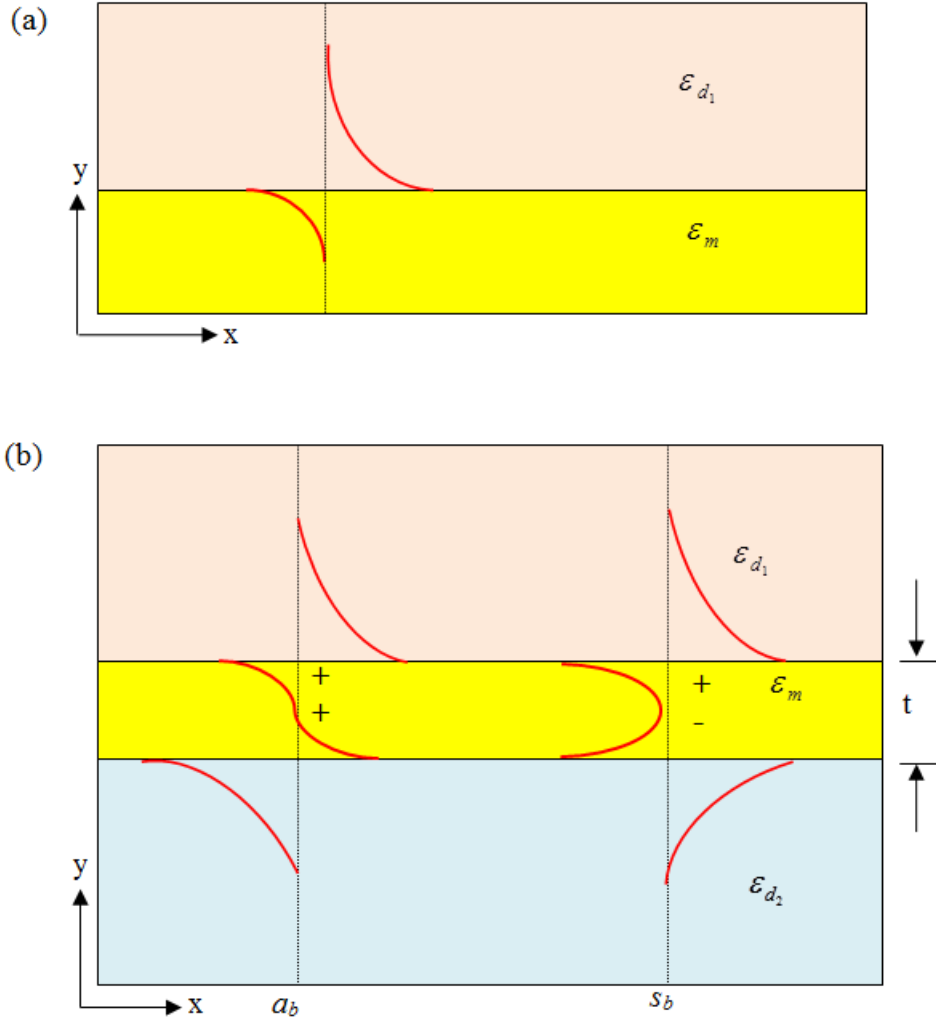 (a)
ε_{d_1}
y
ε_m
x
(b)
ε_{d_1}
+ + ε_m
+ - t
y
ε_{d_2}
x a_b s_b